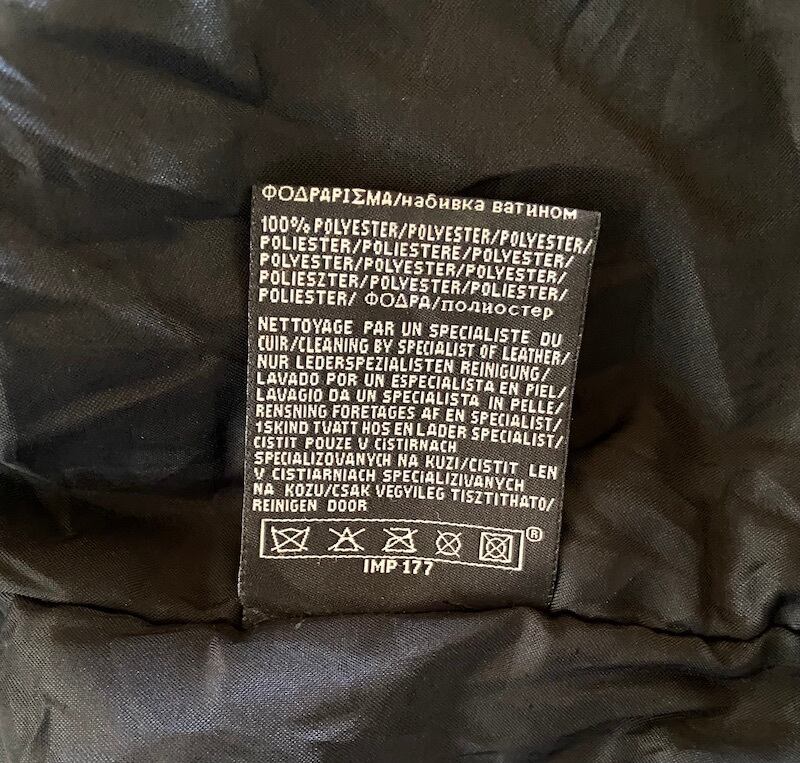 ΦΟΔΡΑΡΙΣΜΑ/набивка ватином
100% POLYESTER/POLYESTER/POLYESTER/
POLIESTER/POLIESTERE/POLYESTER/
POLYESTER/POLYESTER/POLYESTER/
POLIESZTER/POLYESTER/POLIESTER/
POLIESTER/ ΦΟΔΡΑ/полиостер
NETTOYAGE PAR UN SPECIALISTE DU
CUIR/CLEANING BY SPECIALIST OF LEATHER/
NUR LEDERSPEZIALISTEN REINIGUNG/
LAVADO POR UN ESPECIALISTA EN PIEL/
LAVAGIO DA UN SPECIALISTA IN PELLE/
RENSNING FORETAGES AF EN SPECIALIST/
1SKIND TVATT HOS EN LADER SPECIALIST/
CISTIT POUZE V CISTIRNACH
SPECIALIZOVANYCH NA KUZI/CISTIT LEN
V CISTIARNIACH SPECIALIZIVANYCH
NA KOZU/CSAK VEGYILEG TISZTITHATO/
REINIGEN DOOR
®
IMP 177